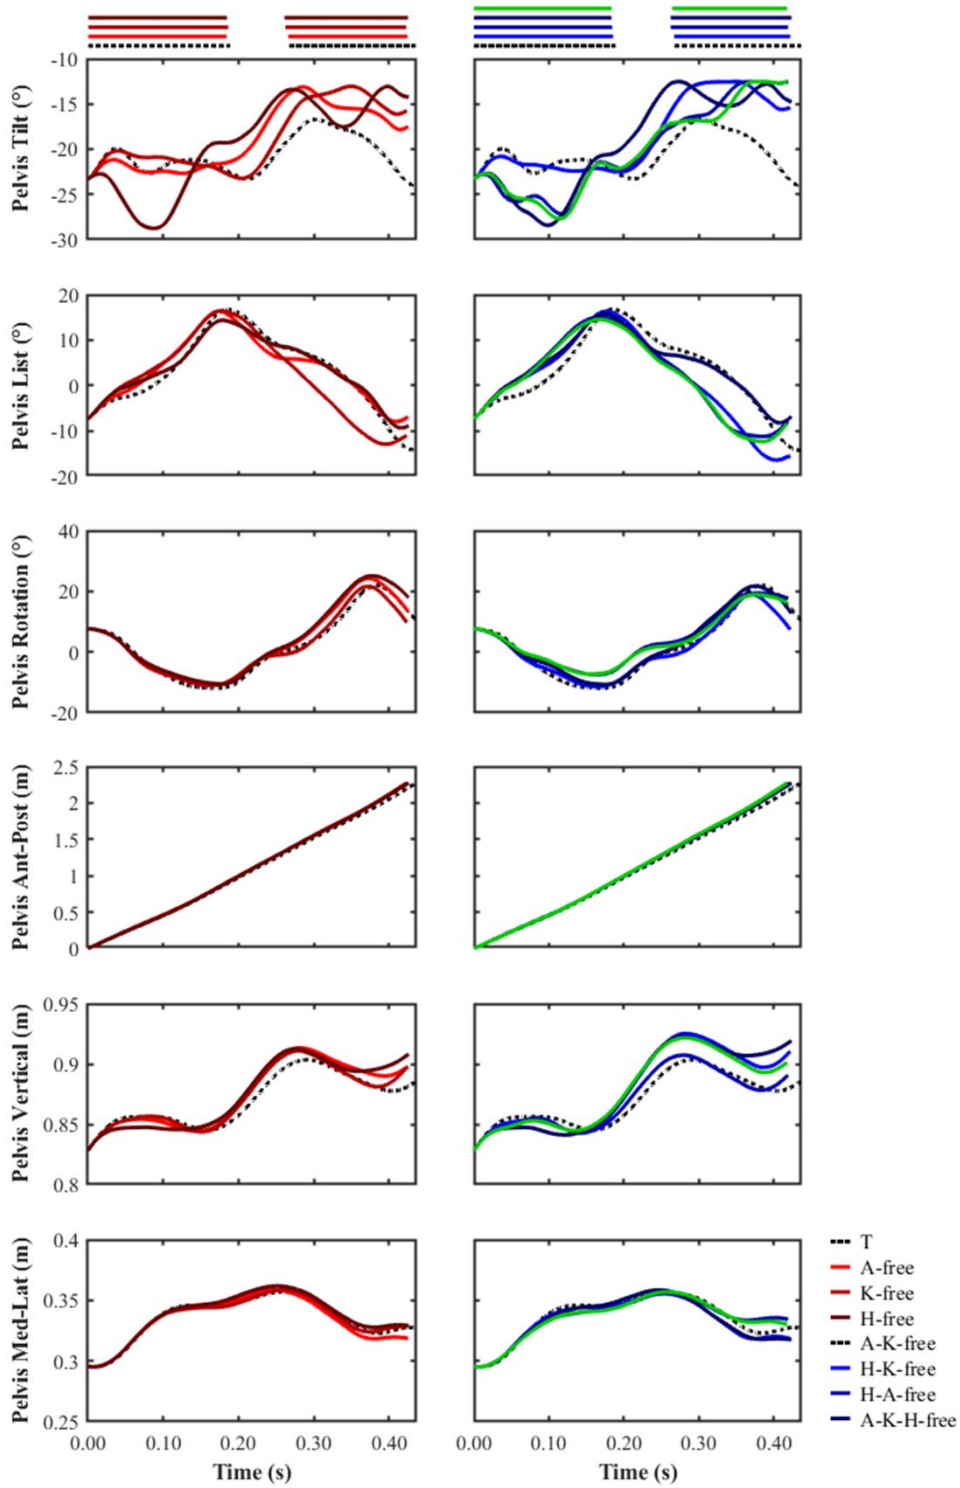 Pelvis Tilt (°)
-10
-15
-20
-25
-30
Pelvis List (°)
20
10
0
-10
-20
Pelvis Rotation (°)
40
20
0
-20
Pelvis Ant-Post (m)
2.5
2
1.5
1
0.5
0
Pelvis Vertical (m)
0.95
0.9
0.85
0.8
Pelvis Med-Lat (m)
0.4
0.35
0.3
0.25
0.00 0.10 0.20 0.30 0.40
Time (s)
0.00 0.10 0.20 0.30 0.40
Time (s)
T
A-free
K-free
H-free
A-K-free
H-K-free
H-A-free
A-K-H-free